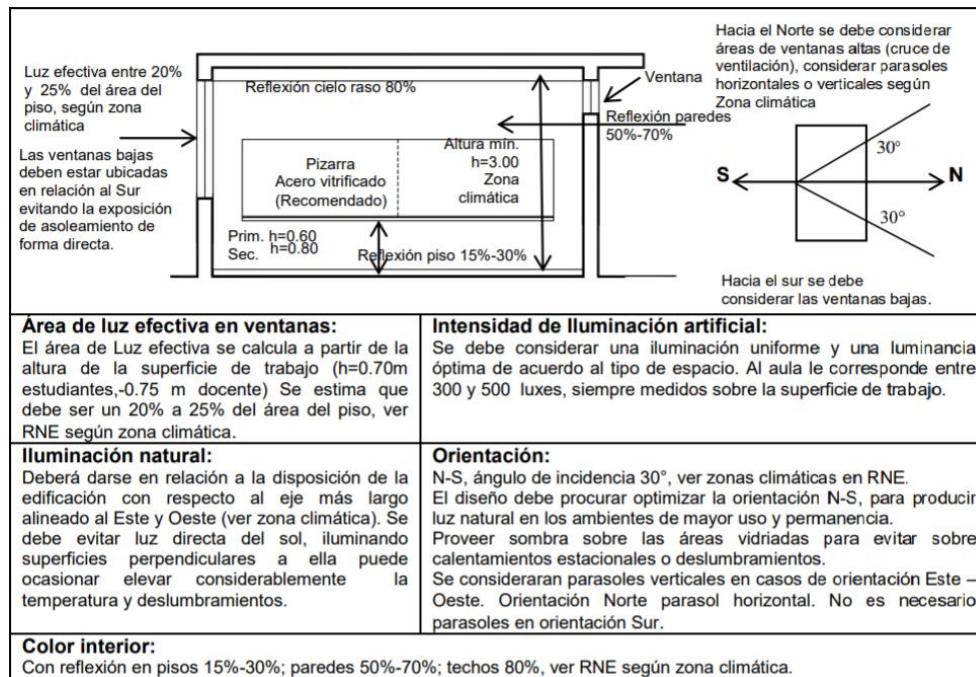 Luz efectiva entre 20%
y 25% del área del
piso, según zona
climática
Las ventanas bajas
deben estar ubicadas
en relación al Sur
evitando la exposición
de asoleamiento de
forma directa.
Reflexión cielo raso 80%
Pizarra
Acero vitrificado
(Recomendado)
Altura mín.
h=3.00
Zona
climática
Prim. h=0.60
Sec. h=0.80
Reflexión piso 15%-30%
Ventana
Reflexión paredes
50%-70%
Hacia el Norte se debe considerar
áreas de ventanas altas (cruce de
ventilación), considerar parasoles
horizontales o verticales según
Zona climática
30°
S
N
30°
Hacia el sur se debe
considerar las ventanas bajas.
Área de luz efectiva en ventanas:
El área de Luz efectiva se calcula a partir de la
altura de la superficie de trabajo (h=0.70m
estudiantes,-0.75 m docente) Se estima que
debe ser un 20% a 25% del área del piso, ver
RNE según zona climática.
Intensidad de Iluminación artificial:
Se debe considerar una iluminación uniforme y una luminancia
óptima de acuerdo al tipo de espacio. Al aula le corresponde entre
300 y 500 luxes, siempre medidos sobre la superficie de trabajo.
Iluminación natural:
Deberá darse en relación a la disposición de la
edificación con respecto al eje más largo
alineado al Este y Oeste (ver zona climática). Se
debe evitar luz directa del sol, iluminando
superficies perpendiculares a ella puede
ocasionar elevar considerablemente la
temperatura y deslumbramientos.
Orientación:
N-S, ángulo de incidencia 30°, ver zonas climáticas en RNE.
El diseño debe procurar optimizar la orientación N-S, para producir
luz natural en los ambientes de mayor uso y permanencia.
Proveer sombra sobre las áreas vidriadas para evitar sobre
calentamientos estacionales o deslumbramientos.
Se consideraran parasoles verticales en casos de orientación Este –
Oeste. Orientación Norte parasol horizontal. No es necesario
parasoles en orientación Sur.
Color interior:
Con reflexión en pisos 15%-30%; paredes 50%-70%; techos 80%, ver RNE según zona climática.